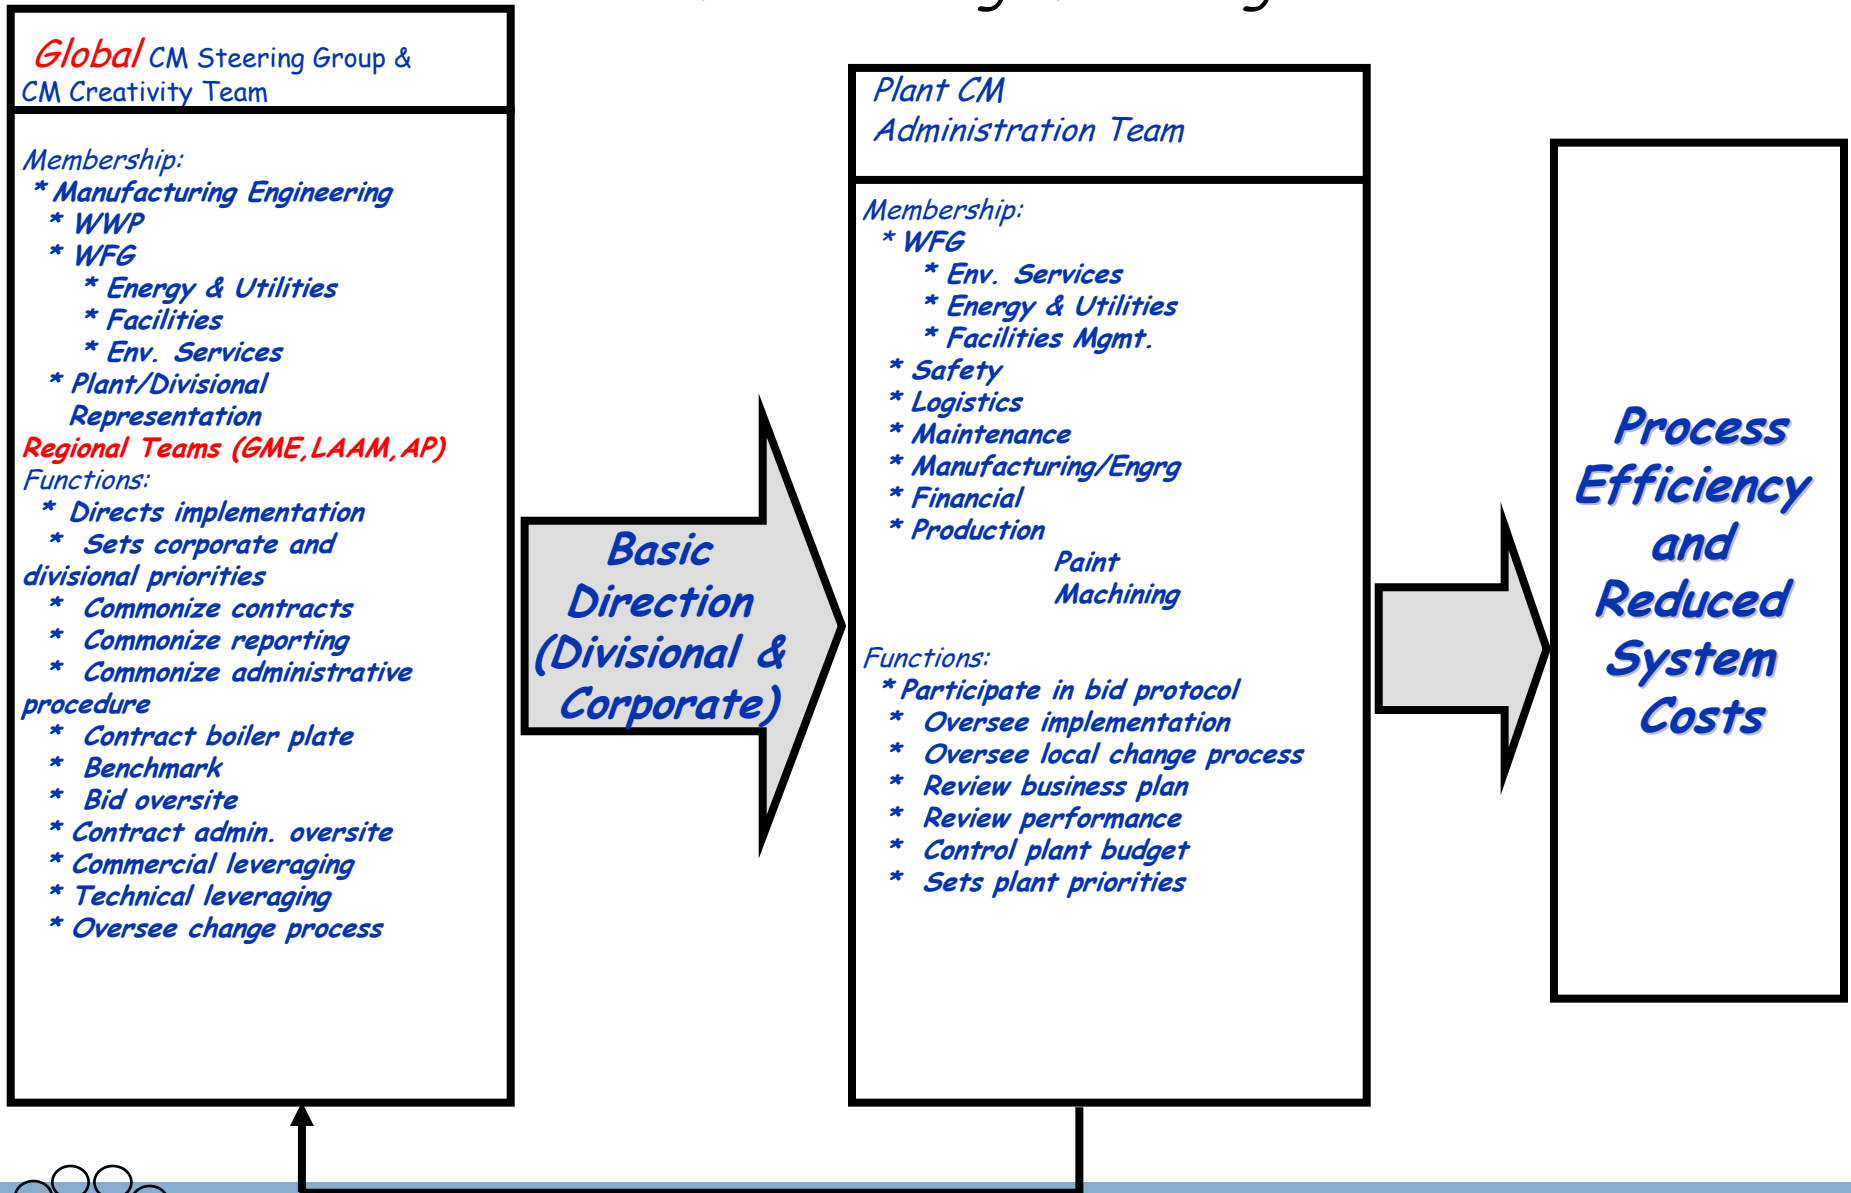 Global CM Steering Group &
CM Creativity Team
Membership:
* Manufacturing Engineering
* WWP
* WFG
* Energy & Utilities
* Facilities
* Env. Services
* Plant/Divisional
Representation
Regional Teams (GME,LAAM,AP)
Functions:
* Directs implementation
* Sets corporate and
divisional priorities
* Commonize contracts
* Commonize reporting
* Commonize administrative
procedure
* Contract boiler plate
* Benchmark
* Bid oversite
* Contract admin. oversite
* Commercial leveraging
* Technical leveraging
* Oversee change process
Basic
Direction
(Divisional &
Corporate)
Plant CM
Administration Team
Membership:
* WFG
* Env. Services
* Energy & Utilities
* Facilities Mgmt.
* Safety
* Logistics
* Maintenance
* Manufacturing/Engrg
* Financial
* Production
Paint
Machining
Functions:
* Participate in bid protocol
* Oversee implementation
* Oversee local change process
* Review business plan
* Review performance
* Control plant budget
* Sets plant priorities
Process
Efficiency
and
Reduced
System
Costs